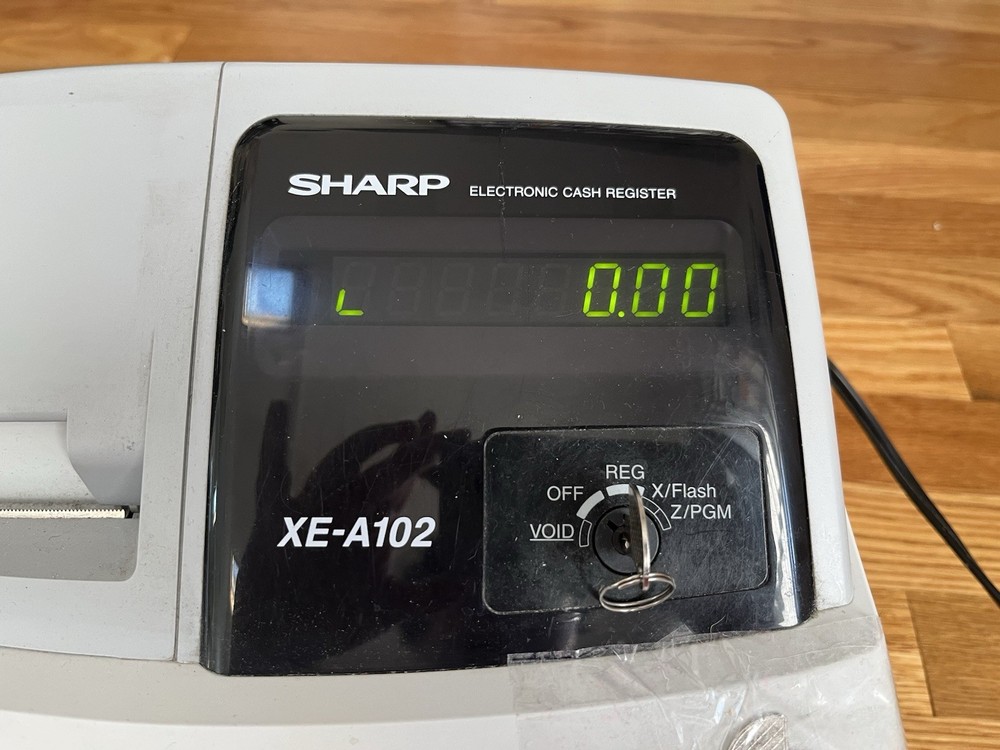 SHARP ELECTRONIC CASH REGISTER
L 0.00
REG
OFF X/Flash
Z/PGM
VOID
XE-A102